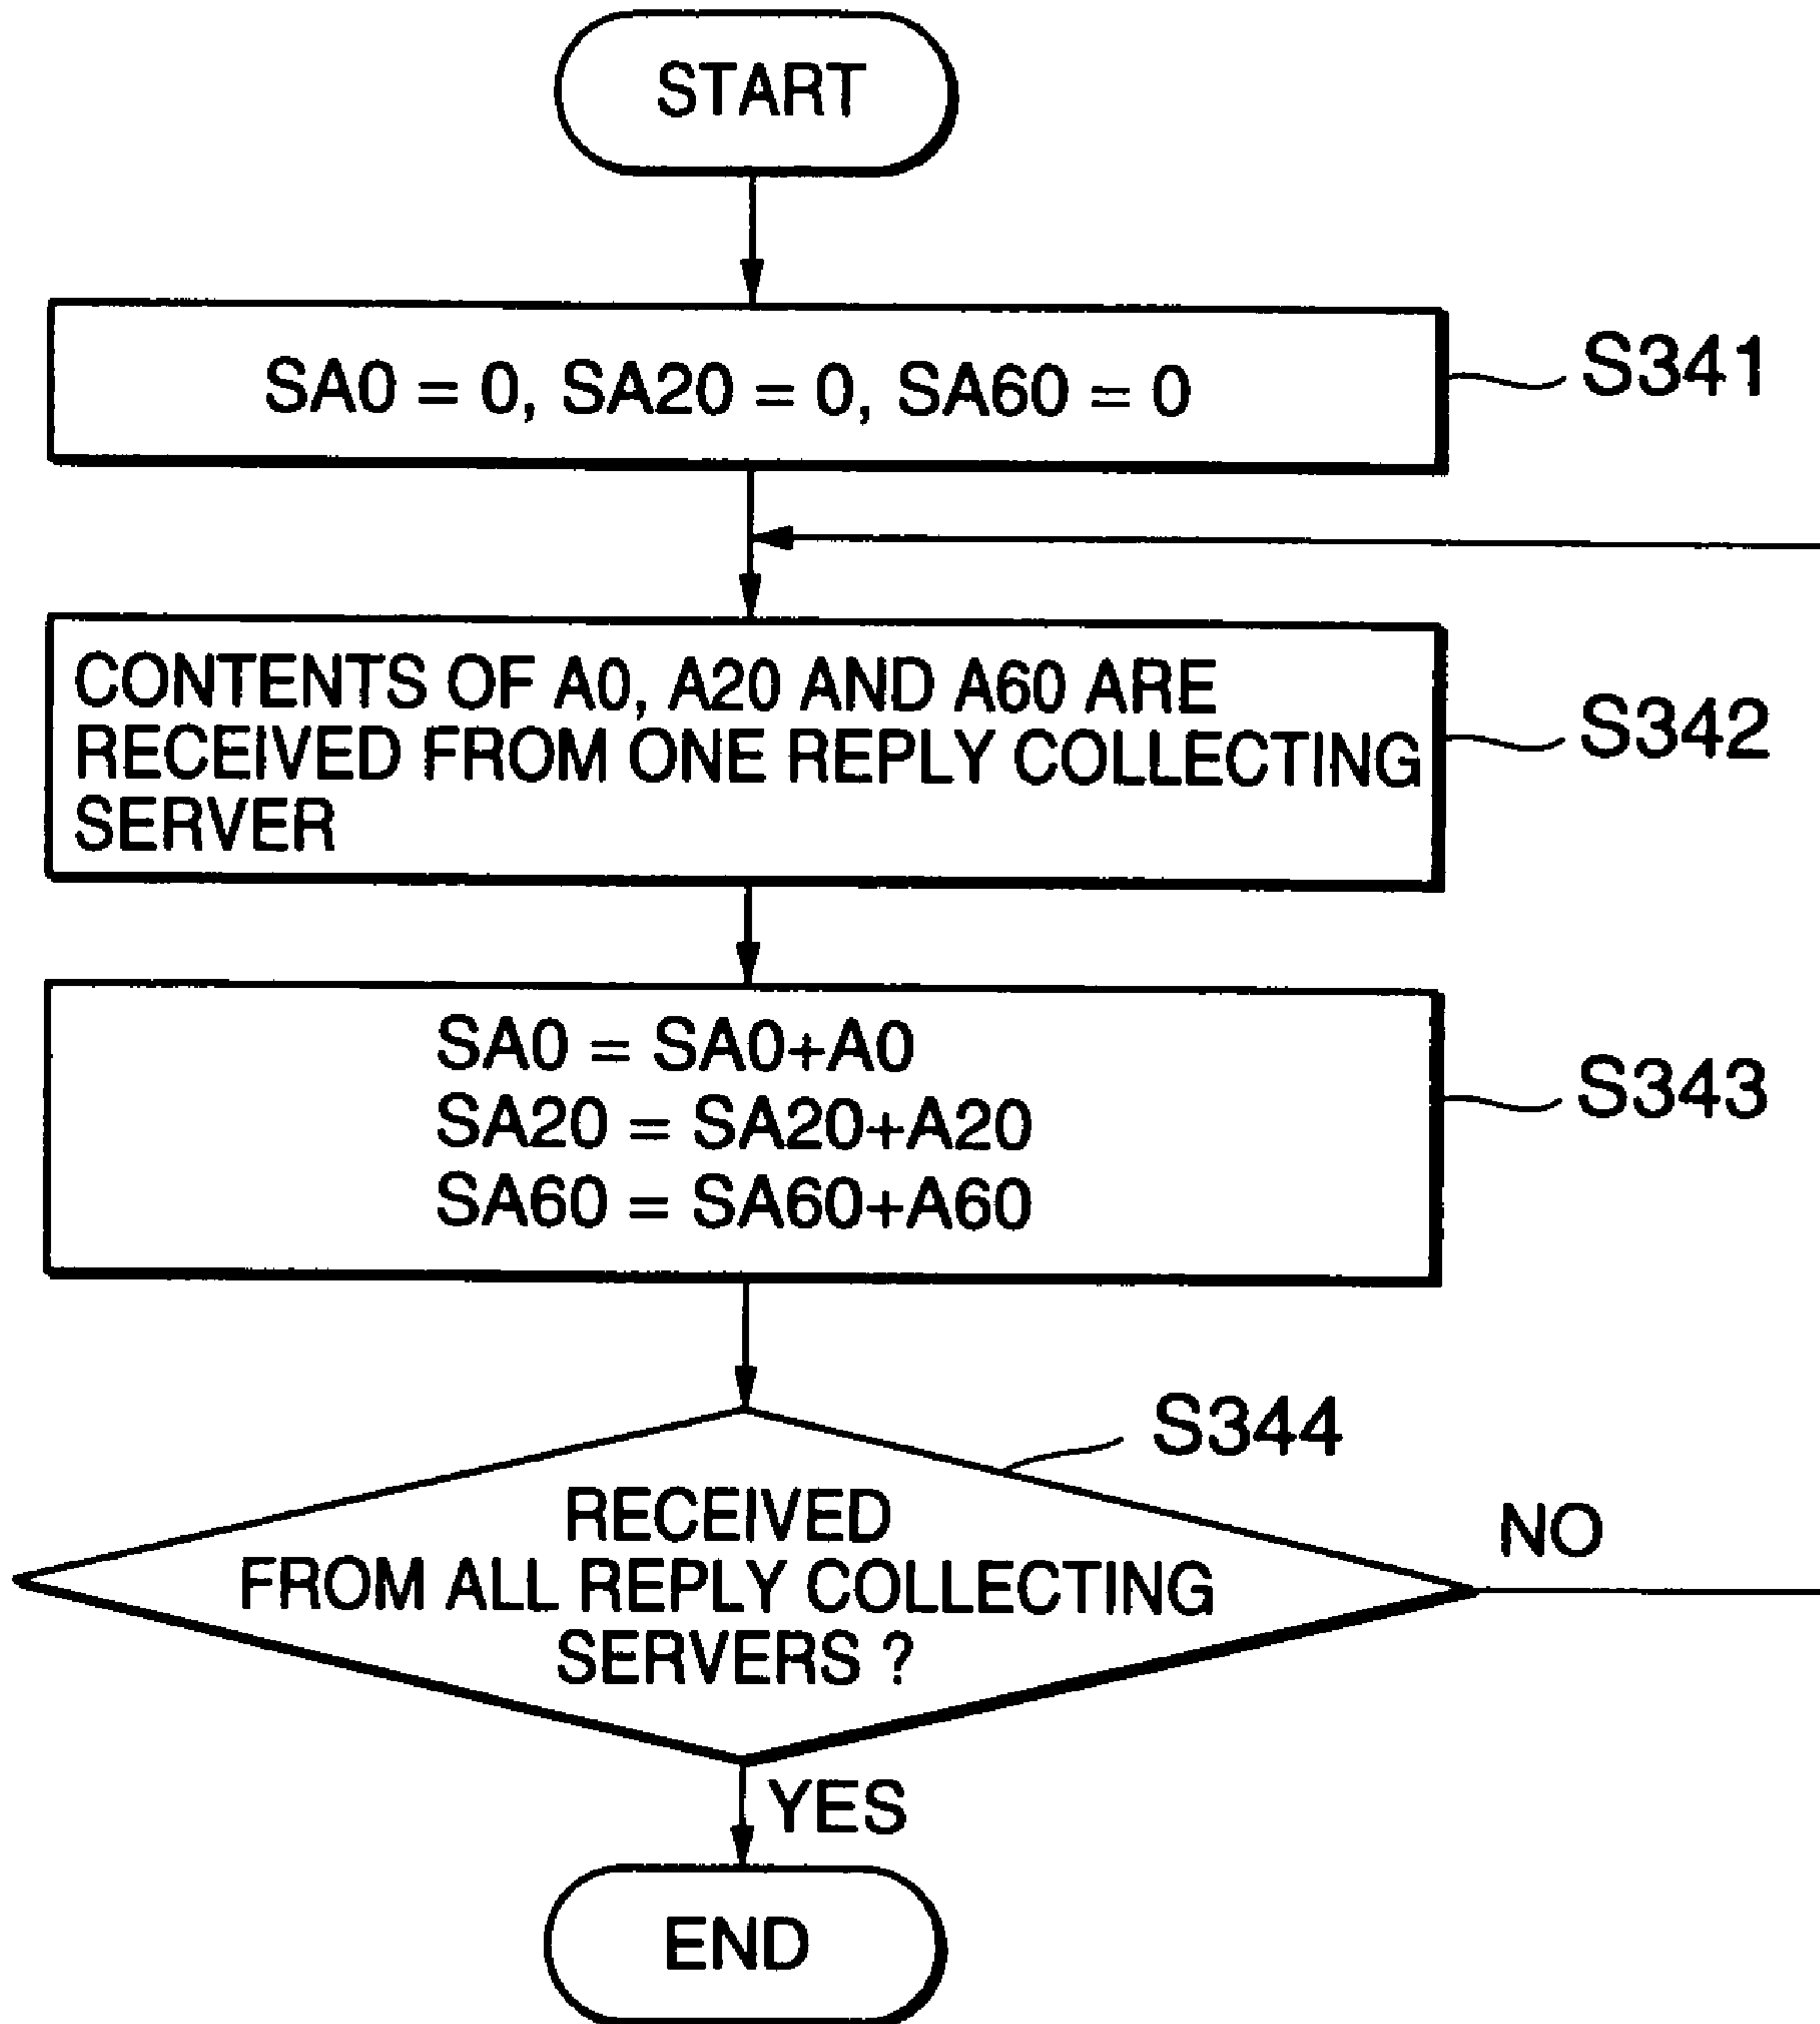 START
SA0 = 0, SA20 = 0, SA60 = 0
S341
CONTENTS OF A0, A20 AND A60 ARE
RECEIVED FROM ONE REPLY COLLECTING
SERVER
S342
SA0 = SA0+A0
SA20 = SA20+A20
SA60 = SA60+A60
S343
S344
RECEIVED
FROM ALL REPLY COLLECTING
SERVERS ?
NO
YES
END